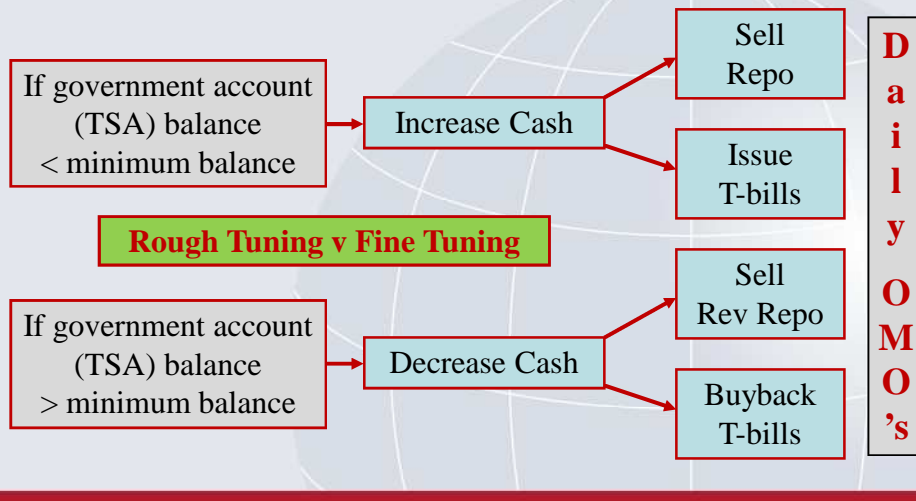 If government account
(TSA) balance
< minimum balance
Increase Cash
Sell
Repo
Issue
T-bills
Rough Tuning v Fine Tuning
If government account
(TSA) balance
> minimum balance
Decrease Cash
Sell
Rev Repo
Buyback
T-bills
D
a
i
l
y
O
M
O
’s